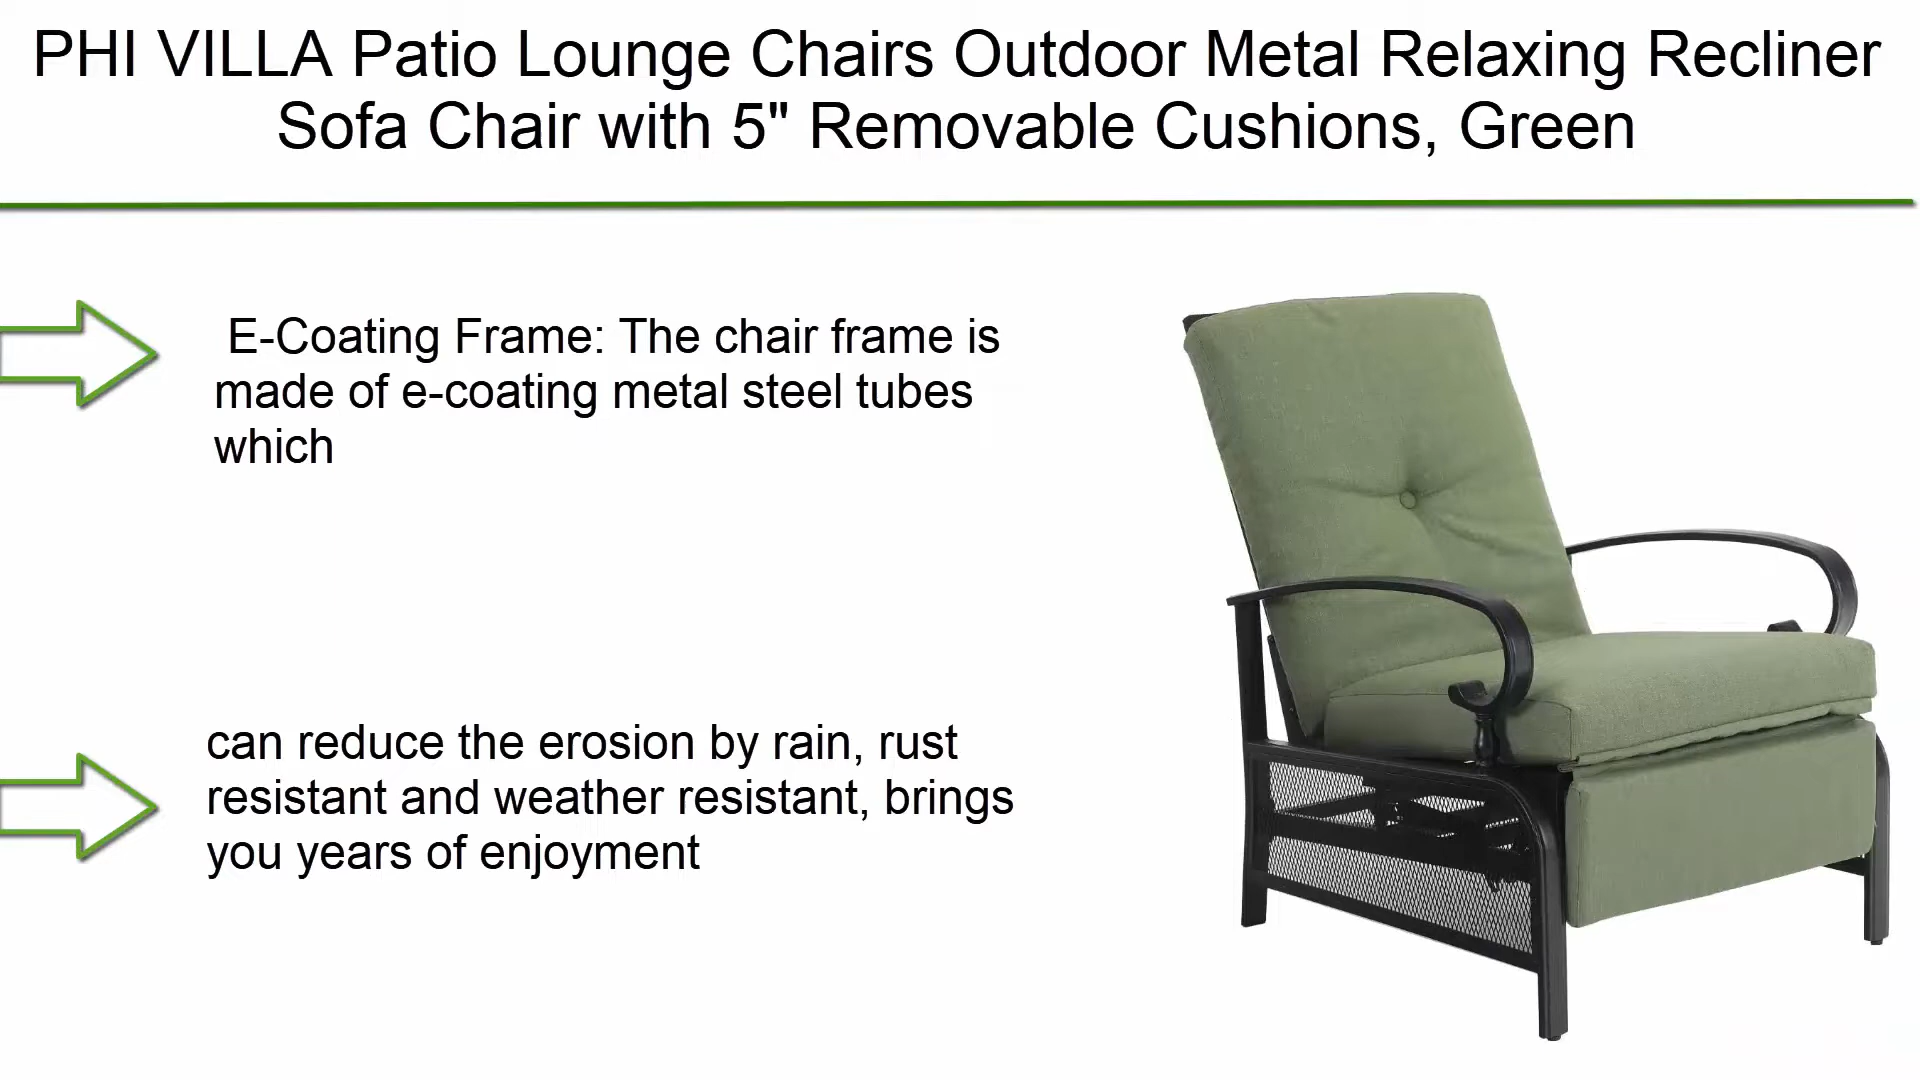 PHI VILLA Patio Lounge Chairs Outdoor Metal Relaxing Recliner
Sofa Chair with 5" Removable Cushions, Green
E-Coating Frame: The chair frame is
made of e-coating metal steel tubes
which
can reduce the erosion by rain, rust
resistant and weather resistant, brings
you years of enjoyment